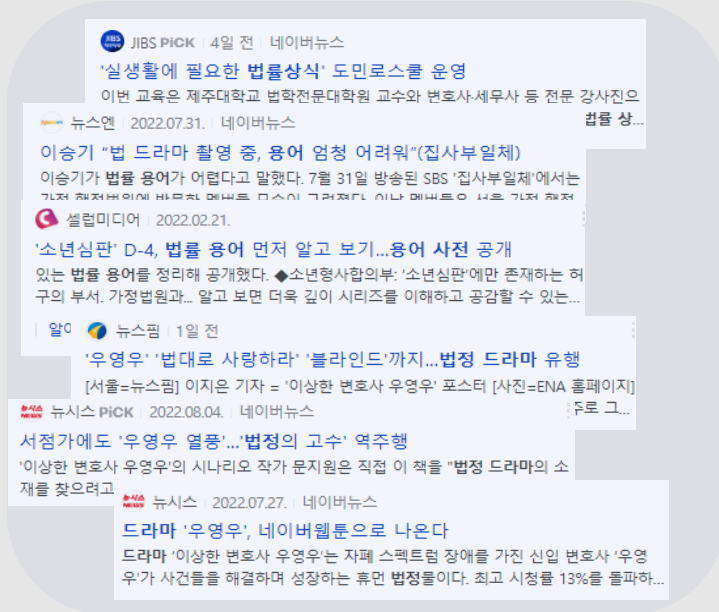 JIBS PiCK 4일 전 네이버뉴스
'실생활에 필요한 법률상식' 도민로스쿨 운영
이번 교육은 제주대학교 법학전문대학원 교수와 변호사·세무사 등 전문 강사진으
법률 상...
뉴스엔 2022.07.31. 네이버뉴스
이승기 “법 드라마 촬영 중, 용어 엄청 어려워”(집사부일체)
이승기가 법률 용어가 어렵다고 말했다. 7월 31일 방송된 SBS '집사부일체'에서는
셀럽미디어 2022.02.21.
'소년심판' D-4, 법률 용어 먼저 알고 보기...용어 사전 공개
있는 법률 용어를 정리해 공개했다. ◆소년형사합의부: '소년심판'에만 존재하는 허
구의 부서. 가정법원과... 알고 보면 더욱 깊이 시리즈를 이해하고 공감할 수 있는...
뉴스핌 1일 전
'우영우' '법대로 사랑하라' '블라인드'까지...법정 드라마 유행
[서울=뉴스핌] 이지은 기자 = '이상한 변호사 우영우' 포스터 [사진=ENA 홈페이지]
주로 그...
뉴시스 PiCK 2022.08.04. 네이버뉴스
서점가에도 '우영우 열풍'...'법정의 고수' 역주행
'이상한 변호사 우영우'의 시나리오 작가 문지원은 직접 이 책을 "법정 드라마의 소
재를 찾으려고
뉴시스 2022.07.27. 네이버뉴스
드라마 '우영우', 네이버웹툰으로 나온다
드라마 '이상한 변호사 우영우'는 자폐 스펙트럼 장애를 가진 신입 변호사 '우영
우'가 사건들을 해결하며 성장하는 휴먼 법정물이다. 최고 시청률 13%를 돌파하...